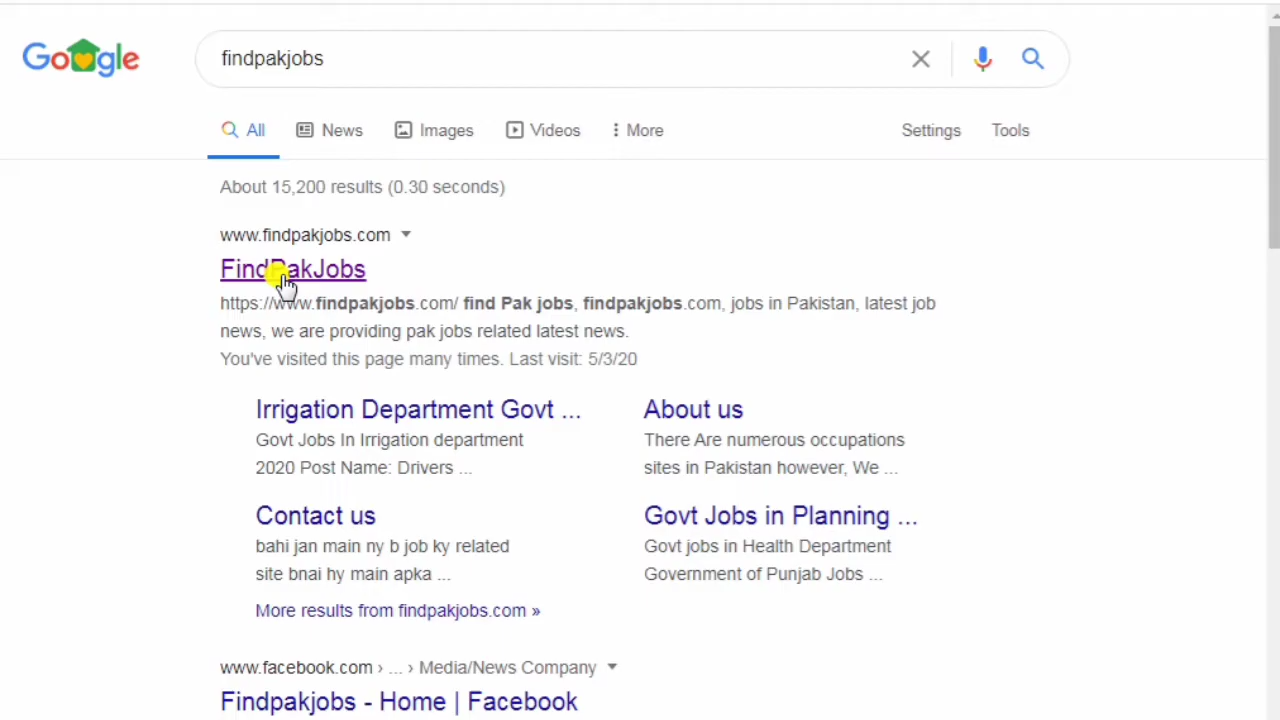 Google
findpakjobs
All News Images Videos More Settings Tools
About 15,200 results (0.30 seconds)
www.findpakjobs.com
FindPakJobs
https://www.findpakjobs.com/ find Pak jobs, findpakjobs.com, jobs in Pakistan, latest job
news, we are providing pak jobs related latest news.
You've visited this page many times. Last visit: 5/3/20
Irrigation Department Govt ...
Govt Jobs In Irrigation department
2020 Post Name: Drivers ...
About us
There Are numerous occupations
sites in Pakistan however, We ...
Contact us
bahi jan main ny b job ky related
site bnai hy main apka ...
Govt Jobs in Planning ...
Govt jobs in Health Department
Government of Punjab Jobs ...
More results from findpakjobs.com »
www.facebook.com › ... › Media/News Company
Findpakjobs - Home | Facebook